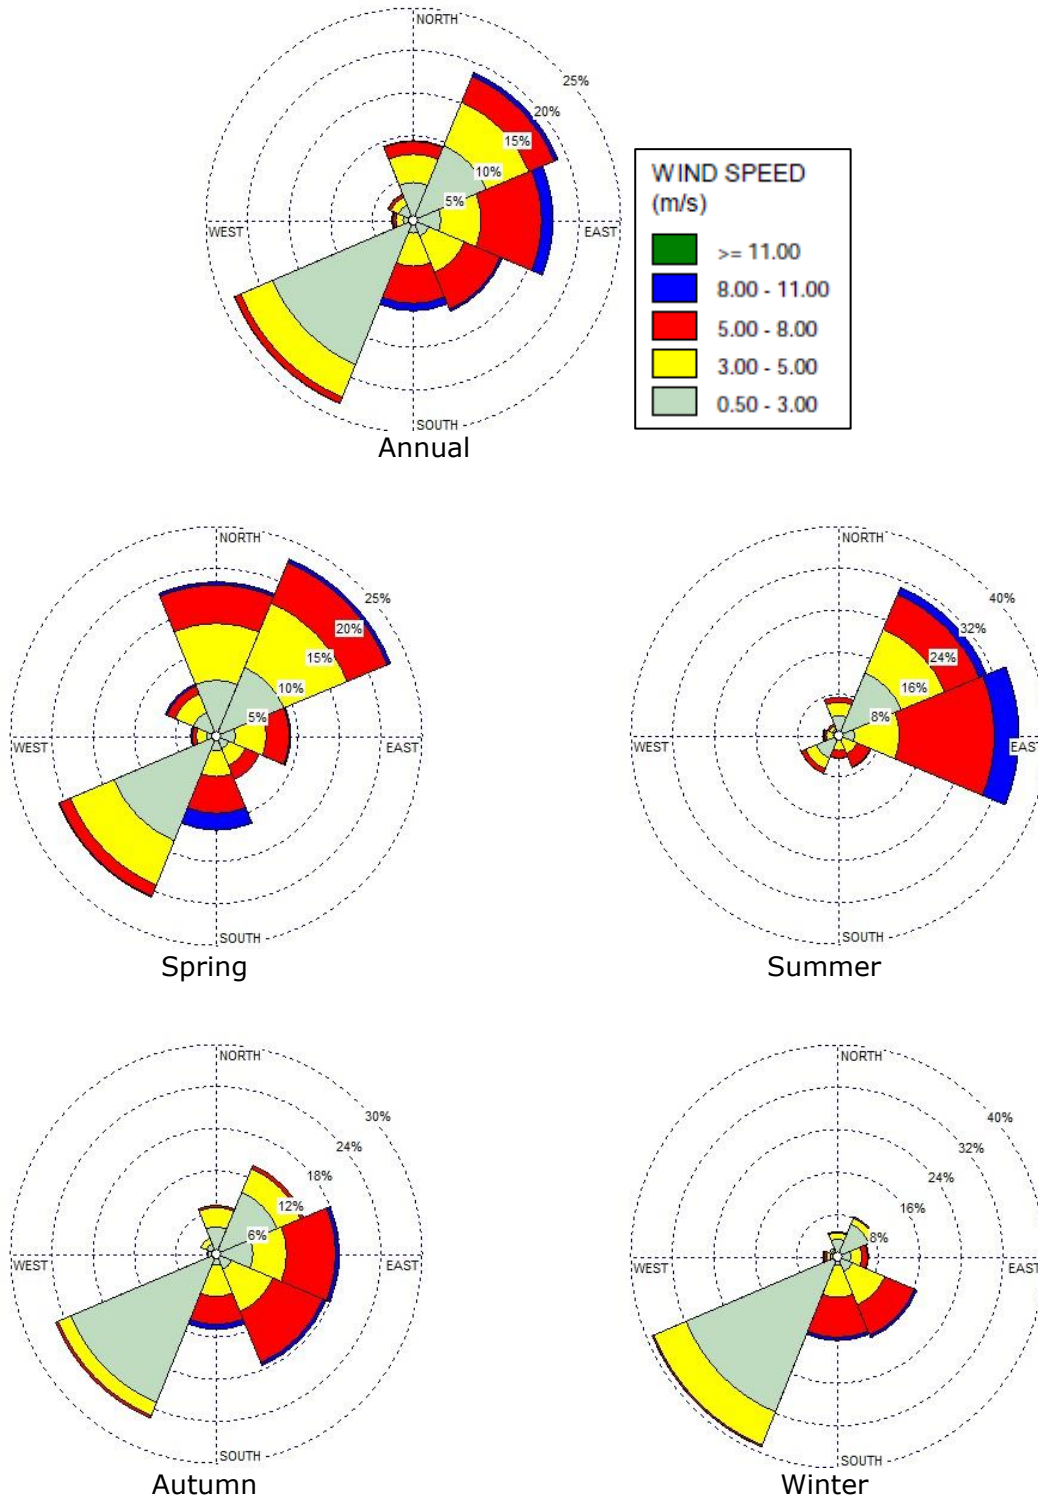 NORTH
25%
20%
15%
10%
5%
WEST
EAST
SOUTH
Annual
WIND SPEED
(m/s)
>= 11.00
8.00 - 11.00
5.00 - 8.00
3.00 - 5.00
0.50 - 3.00
NORTH
25%
20%
15%
10%
5%
WEST
EAST
SOUTH
Spring
NORTH
40%
32%
24%
16%
8%
WEST
EAST
SOUTH
Summer
NORTH
30%
24%
18%
12%
6%
WEST
EAST
SOUTH
Autumn
NORTH
40%
32%
24%
16%
8%
WEST
EAST
SOUTH
Winter